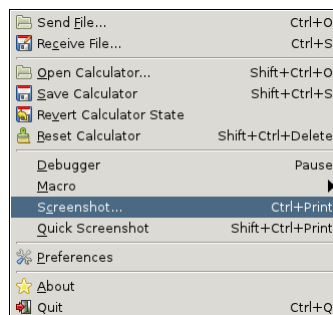 Send File... Ctrl+O
Receive File... Ctrl+S
Open Calculator... Shift+Ctrl+O
Save Calculator Shift+Ctrl+S
Revert Calculator State
Reset Calculator Shift+Ctrl+Delete
Debugger Pause
Macro
Screenshot... Ctrl+Print
Quick Screenshot Shift+Ctrl+Print
Preferences
About
Quit Ctrl+Q